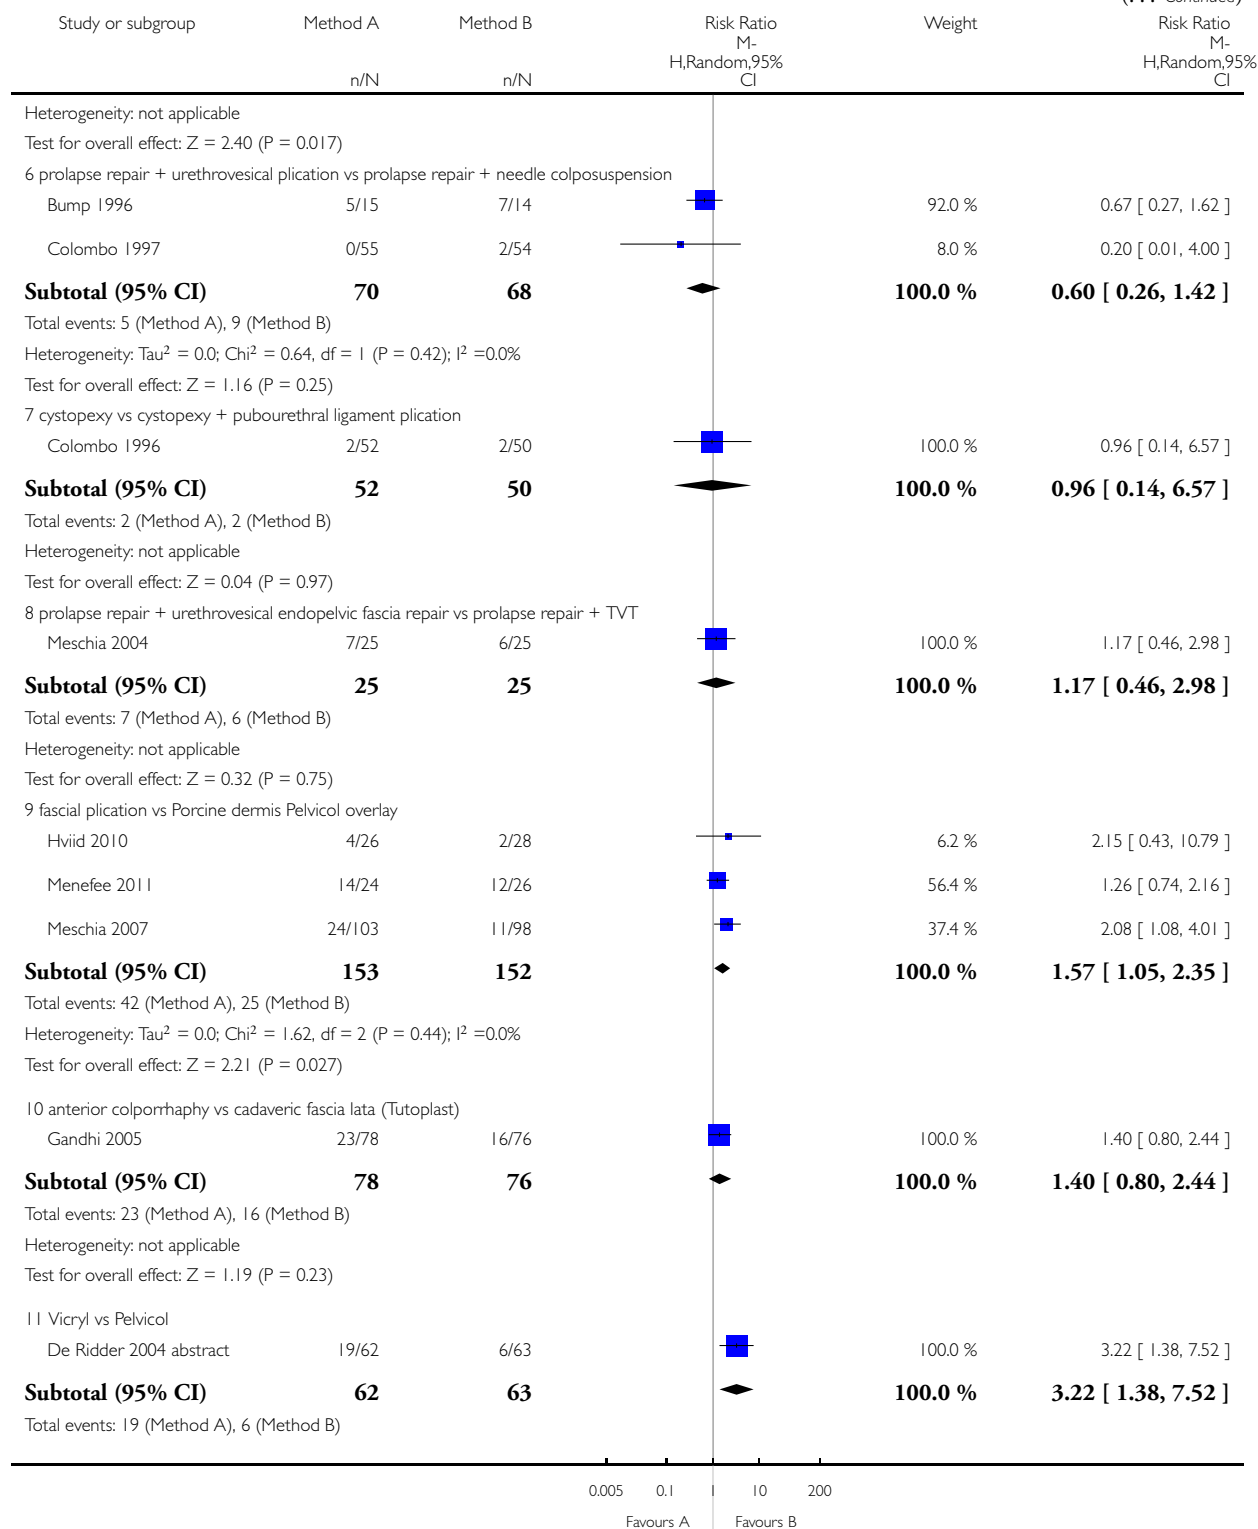 Continued)
Study or subgroup Method A Method B Risk Ratio Weight Risk Ratio
M- M-
H,Random,95% H,Random,95%
n/N n/N CI CI
Heterogeneity: not applicable
Test for overall effect: Z = 2.40 (P = 0.017)
6 prolapse repair + urethrovesical plication vs prolapse repair + needle colposuspension
Bump 1996 5/15 7/14 92.0 % 0.67 [ 0.27, 1.62 ]
Colombo 1997 0/55 2/54 8.0 % 0.20 [ 0.01, 4.00 ]
Subtotal (95% CI) 70 68 100.0 % 0.60 [ 0.26, 1.42 ]
Total events: 5 (Method A), 9 (Method B)
Heterogeneity: Tau² = 0.0; Chi² = 0.64, df = 1 (P = 0.42); I² =0.0%
Test for overall effect: Z = 1.16 (P = 0.25)
7 cystopexy vs cystopexy + pubourethral ligament plication
Colombo 1996 2/52 2/50 100.0 % 0.96 [ 0.14, 6.57 ]
Subtotal (95% CI) 52 50 100.0 % 0.96 [ 0.14, 6.57 ]
Total events: 2 (Method A), 2 (Method B)
Heterogeneity: not applicable
Test for overall effect: Z = 0.04 (P = 0.97)
8 prolapse repair + urethrovesical endopelvic fascia repair vs prolapse repair + TVT
Meschia 2004 7/25 6/25 100.0 % 1.17 [ 0.46, 2.98 ]
Subtotal (95% CI) 25 25 100.0 % 1.17 [ 0.46, 2.98 ]
Total events: 7 (Method A), 6 (Method B)
Heterogeneity: not applicable
Test for overall effect: Z = 0.32 (P = 0.75)
9 fascial plication vs Porcine dermis Pelvicol overlay
Hviid 2010 4/26 2/28 6.2 % 2.15 [ 0.43, 10.79 ]
Menefee 2011 14/24 12/26 56.4 % 1.26 [ 0.74, 2.16 ]
Meschia 2007 24/103 11/98 37.4 % 2.08 [ 1.08, 4.01 ]
Subtotal (95% CI) 153 152 100.0 % 1.57 [ 1.05, 2.35 ]
Total events: 42 (Method A), 25 (Method B)
Heterogeneity: Tau² = 0.0; Chi² = 1.62, df = 2 (P = 0.44); I² =0.0%
Test for overall effect: Z = 2.21 (P = 0.027)
10 anterior colporrhaphy vs cadaveric fascia lata (Tutoplast)
Gandhi 2005 23/78 16/76 100.0 % 1.40 [ 0.80, 2.44 ]
Subtotal (95% CI) 78 76 100.0 % 1.40 [ 0.80, 2.44 ]
Total events: 23 (Method A), 16 (Method B)
Heterogeneity: not applicable
Test for overall effect: Z = 1.19 (P = 0.23)
11 Vicryl vs Pelvicol
De Ridder 2004 abstract 19/62 6/63 100.0 % 3.22 [ 1.38, 7.52 ]
Subtotal (95% CI) 62 63 100.0 % 3.22 [ 1.38, 7.52 ]
Total events: 19 (Method A), 6 (Method B)
0.005 0.1 1 10 200
Favours A Favours B